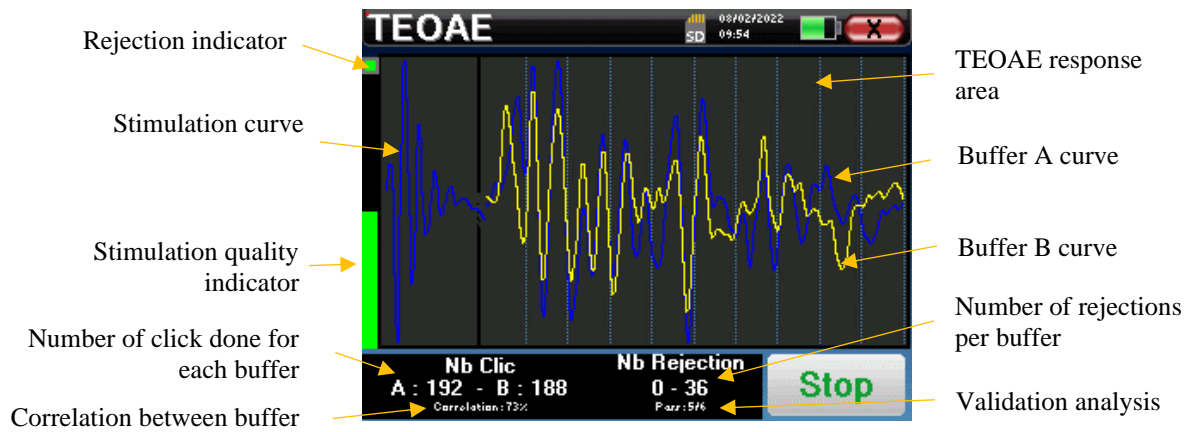 TEOAE
SD
08/02/2022
09:54
X
Rejection indicator
Stimulation curve
Stimulation quality
indicator
Number of click done for
each buffer
Correlation between buffer
TEOAE response
area
Buffer A curve
Buffer B curve
Number of rejections
per buffer
Validation analysis
Nb Clic
A : 192 - B : 188
Correlation:73%
Nb Rejection
0 - 36
Pass:5/6
Stop